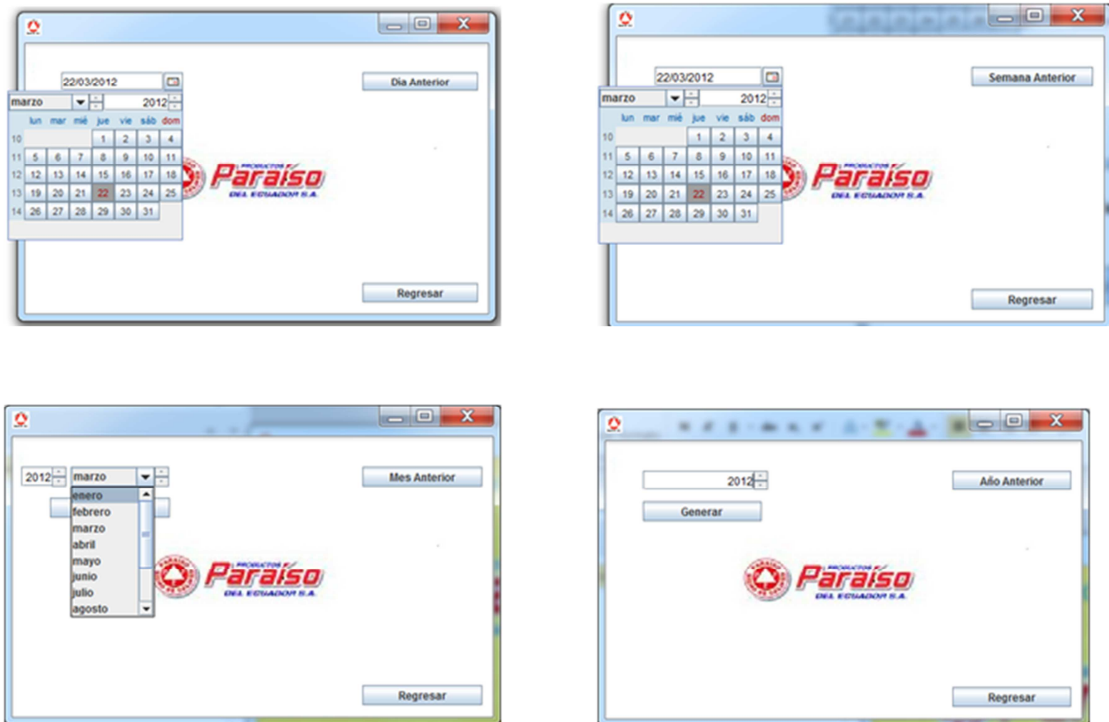 22/03/2012
Día Anterior
marzo 2012
lun mar mié jue vie sáb dom
10 1 2 3 4
11 5 6 7 8 9 10 11
12 12 13 14 15 16 17 18
13 19 20 21 22 23 24 25
14 26 27 28 29 30 31
PRODUCTOS
Paraíso
DEL ECUADOR S.A.
Regresar
22/03/2012
Semana Anterior
marzo 2012
lun mar mié jue vie sáb dom
10 1 2 3 4
11 5 6 7 8 9 10 11
12 12 13 14 15 16 17 18
13 19 20 21 22 23 24 25
14 26 27 28 29 30 31
PRODUCTOS
Paraíso
DEL ECUADOR S.A.
Regresar
2012 marzo
Mes Anterior
enero
febrero
marzo
abril
mayo
junio
julio
agosto
PRODUCTOS
Paraíso
DEL ECUADOR S.A.
Regresar
2012
Año Anterior
Generar
PRODUCTOS
Paraíso
DEL ECUADOR S.A.
Regresar